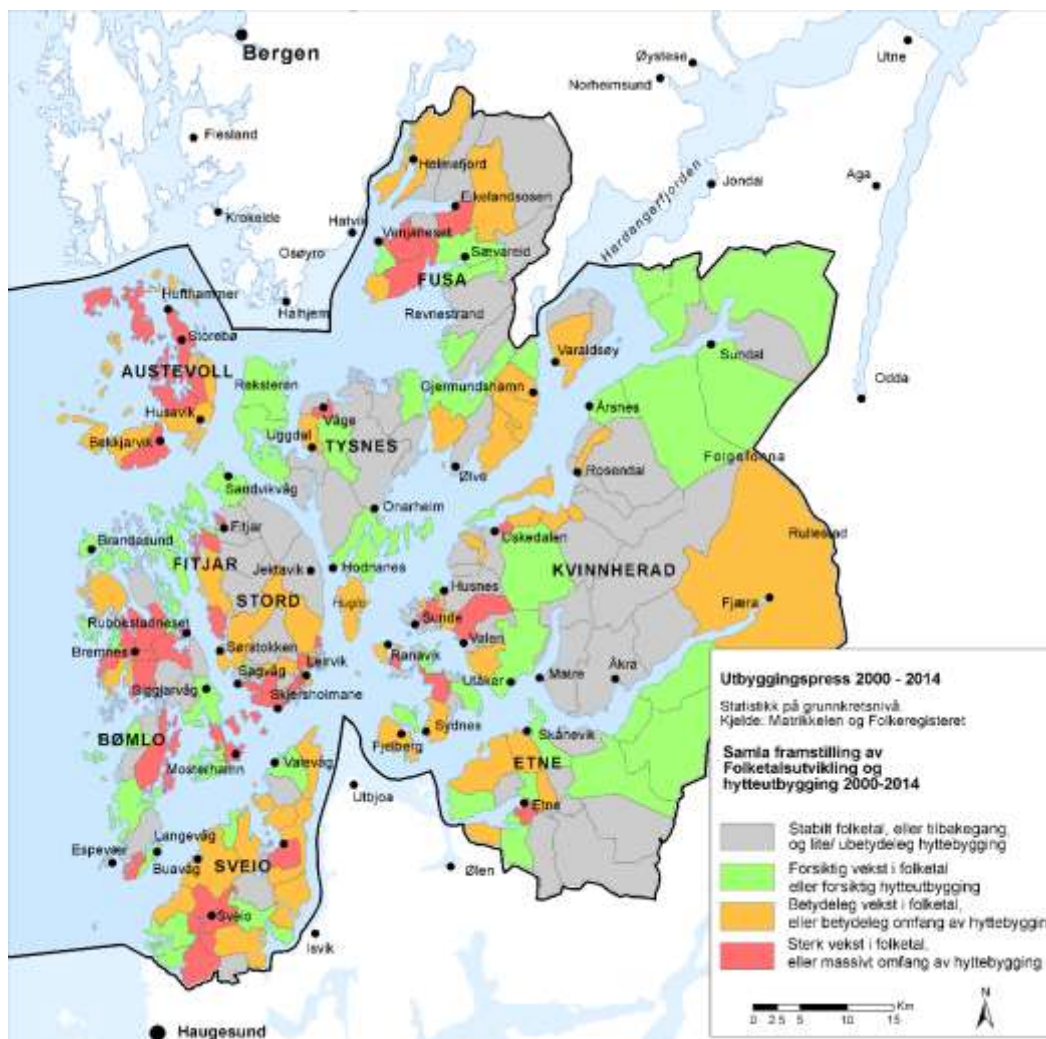 Bergen
Øystese
Utne
Norheimsund
Flesland
Holmefjord
Hardangerfjorden
Jondal
Aga
Eikelandsosen
Krokeide
Hatvik
Venjaneset
Osøyro
Sævareid
FUSA
Hufthammer
Halhjem
Revnestrand
Storebø
Varaldsøy
Sundal
AUSTEVOLL
Reksteren
Gjermundshamn
Odda
Husavik
Våge
Årsnes
Bekkjarvik
Uggdal
TYSNES
Folgefonna
Ølve
Rosendal
Sandvikvåg
Onarheim
Fitjar
Uskedalen
Rullestad
Brandasund
FITJAR
Jektavik
Hodnanes
KVINNHERAD
Husnes
STORD
Huglo
Fjæra
Rubbestadneset
Sunde
Bremnes
Sørstokken
Ranavik
Valen
Leirvik
Sagvåg
Utåker
Matre
Åkra
Siggjarvåg
Skjersholmane
BØMLO
Sydnes
Fjelberg
Skånevik
Mosterhamn
Valevåg
ETNE
Utbjoa
Etne
Langevåg
Espevær
Buavåg
SVEIO
Ølen
Sveio
Isvik
Haugesund
Utbyggingspress 2000 - 2014
Statistikk på grunnkretsnivå
Kjelde: Matrikkelen og Folkeregisteret
Samla framstilling av
Folketalsutvikling og
hytteutbygging 2000-2014
Stabilt folketal, eller tilbakegang,
og lite/ ubetydeleg hyttebygging
Forsiktig vekst i folketal
eller forsiktig hytteutbygging
Betydeleg vekst i folketal,
eller betydeleg omfang av hyttebyggin
Sterk vekst i folketal,
eller massivt omfang av hyttebygging
Km
0 2.5 5 10 15
N